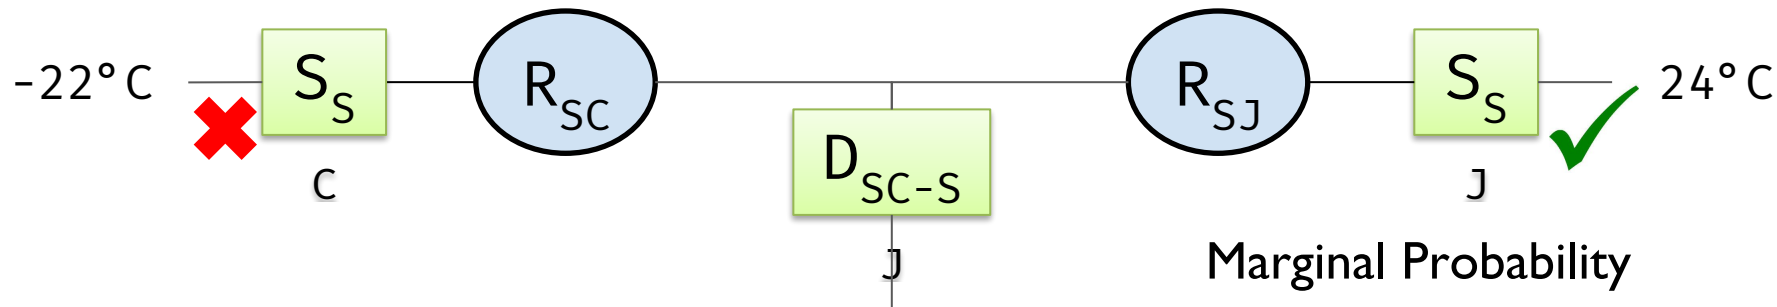 -22°C
S_S
C
R_SC
D_SC-S
J
R_SJ
S_S
J
24°C
Marginal Probability